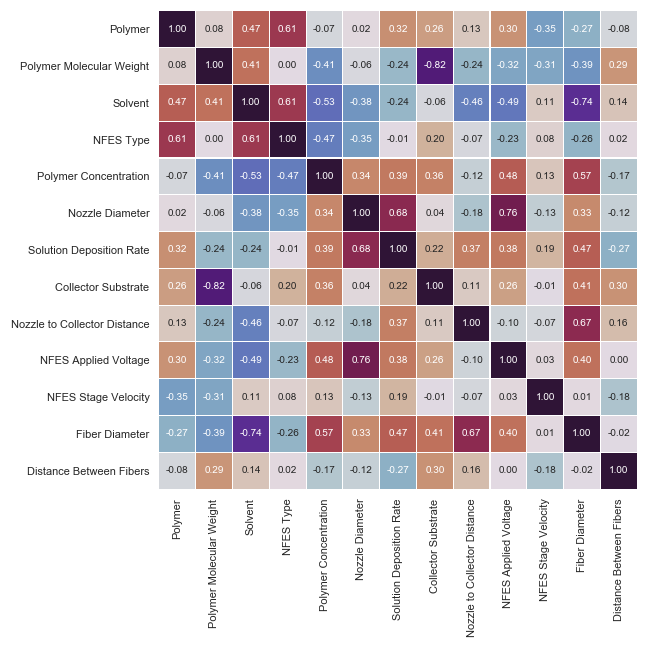 Polymer 1.00 0.08 0.47 0.61 -0.07 0.02 0.32 0.26 0.13 0.30 -0.35 -0.27 -0.08
Polymer Molecular Weight 0.08 1.00 0.41 0.00 -0.41 -0.06 -0.24 -0.82 -0.24 -0.32 -0.31 -0.39 0.29
Solvent 0.47 0.41 1.00 0.61 -0.53 -0.38 -0.24 -0.06 -0.46 -0.49 0.11 -0.74 0.14
NFES Type 0.61 0.00 0.61 1.00 -0.47 -0.35 -0.01 0.20 -0.07 -0.23 0.08 -0.26 0.02
Polymer Concentration -0.07 -0.41 -0.53 -0.47 1.00 0.34 0.39 0.36 -0.12 0.48 0.13 0.57 -0.17
Nozzle Diameter 0.02 -0.06 -0.38 -0.35 0.34 1.00 0.68 0.04 -0.18 0.76 -0.13 0.33 -0.12
Solution Deposition Rate 0.32 -0.24 -0.24 -0.01 0.39 0.68 1.00 0.22 0.37 0.38 0.19 0.47 -0.27
Collector Substrate 0.26 -0.82 -0.06 0.20 0.36 0.04 0.22 1.00 0.11 0.26 -0.01 0.41 0.30
Nozzle to Collector Distance 0.13 -0.24 -0.46 -0.07 -0.12 -0.18 0.37 0.11 1.00 -0.10 -0.07 0.67 0.16
NFES Applied Voltage 0.30 -0.32 -0.49 -0.23 0.48 0.76 0.38 0.26 -0.10 1.00 0.03 0.40 0.00
NFES Stage Velocity -0.35 -0.31 0.11 0.08 0.13 -0.13 0.19 -0.01 -0.07 0.03 1.00 0.01 -0.18
Fiber Diameter -0.27 -0.39 -0.74 -0.26 0.57 0.33 0.47 0.41 0.67 0.40 0.01 1.00 -0.02
Distance Between Fibers -0.08 0.29 0.14 0.02 -0.17 -0.12 -0.27 0.30 0.16 0.00 -0.18 -0.02 1.00
Polymer
Polymer Molecular Weight
Solvent
NFES Type
Polymer Concentration
Nozzle Diameter
Solution Deposition Rate
Collector Substrate
Nozzle to Collector Distance
NFES Applied Voltage
NFES Stage Velocity
Fiber Diameter
Distance Between Fibers